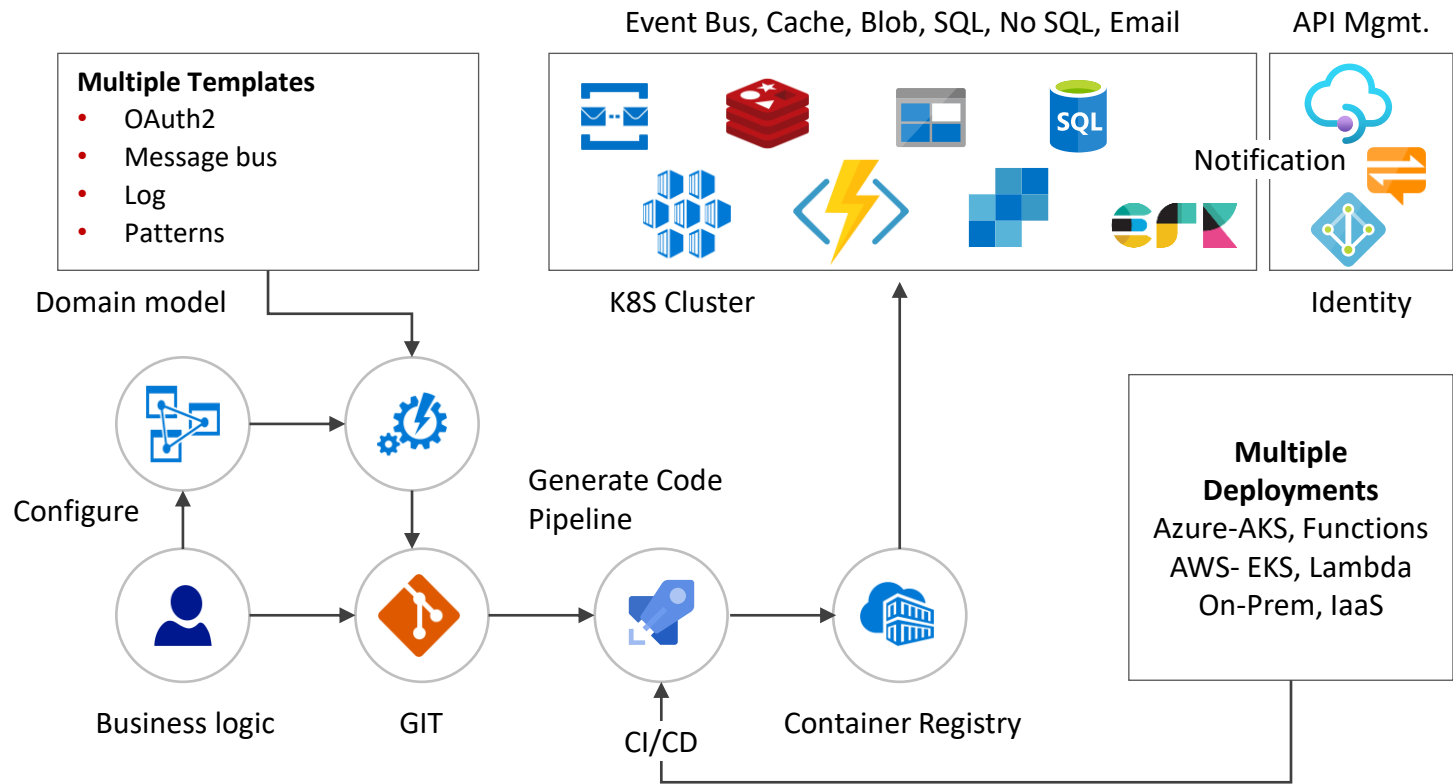 Event Bus, Cache, Blob, SQL, No SQL, Email
API Mgmt.
Multiple Templates
• OAuth2
• Message bus
• Log
• Patterns
SQL
Notification
EFK
Domain model
K8S Cluster
Identity
Configure
Generate Code
Pipeline
Multiple
Deployments
Azure-AKS, Functions
AWS- EKS, Lambda
On-Prem, IaaS
Business logic
GIT
CI/CD
Container Registry